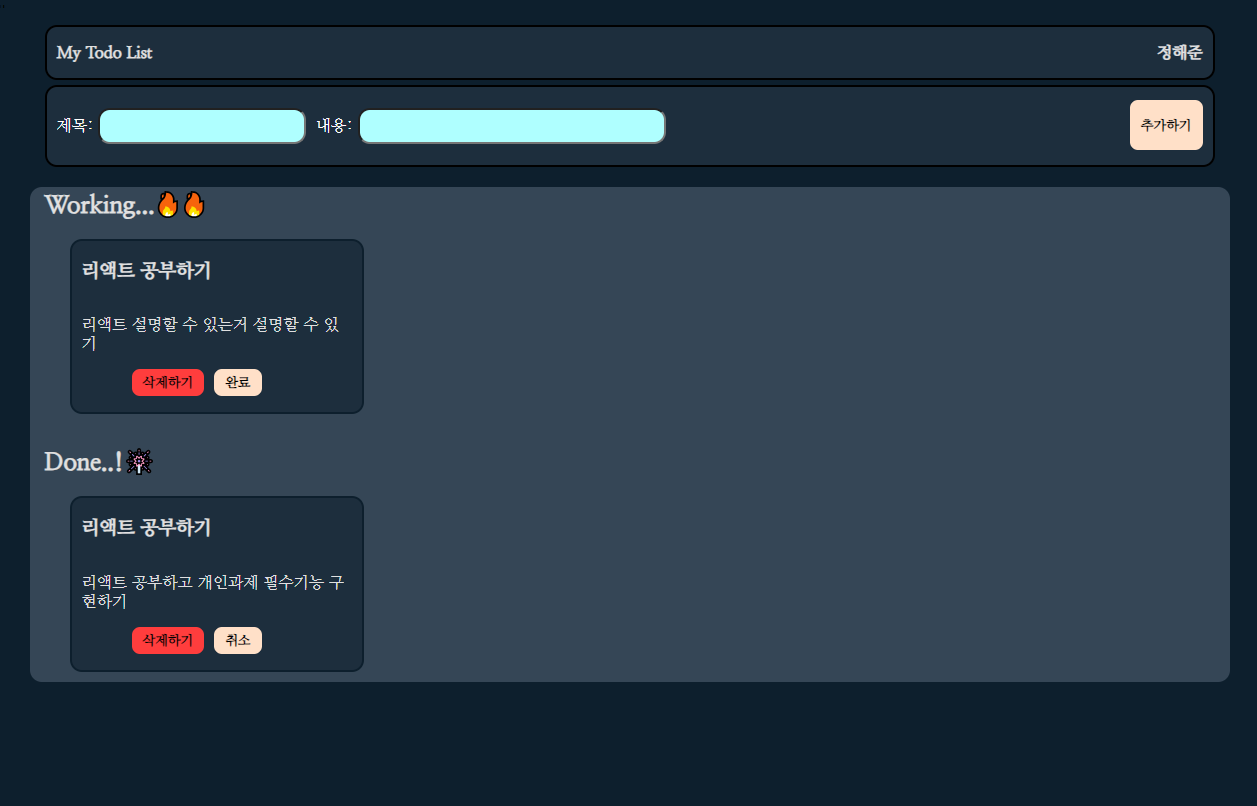 My Todo List
정해준
제목:
내용:
추가하기
Working...🔥🔥
리액트 공부하기
리액트 설명할 수 있는거 설명할 수 있
기
삭제하기
완료
Done..!🎇
리액트 공부하기
리액트 공부하고 개인과제 필수기능 구
현하기
삭제하기
취소